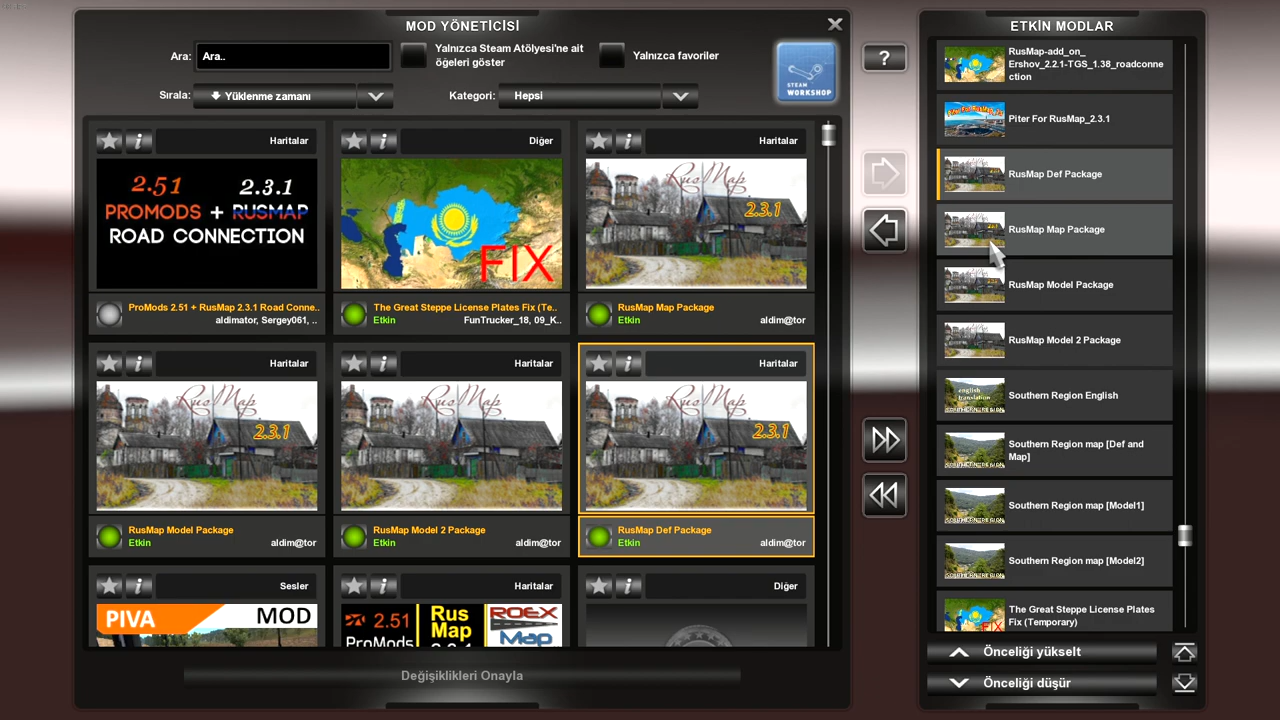 MOD YÖNETİCİSİ
Ara:
Ara..
Yalnızca Steam Atölyesi'ne ait
öğeleri göster
Yalnızca favoriler
STEAM
WORKSHOP
Sırala:
Yüklenme zamanı
Kategori:
Hepsi
Haritalar
2.51 2.3.1
PROMODS + RUSMAP
ROAD CONNECTION
ProMods 2.51 + RusMap 2.3.1 Road Conne..
aldimator, Sergey061, ..
Diğer
FIX
The Great Steppe License Plates Fix (Te..
Etkin
FunTrucker_18, 09_K..
Haritalar
RusMap
2.3.1
RusMap Map Package
Etkin
aldim@tor
Haritalar
RusMap
2.3.1
RusMap Model Package
Etkin
aldim@tor
Haritalar
RusMap
2.3.1
RusMap Model 2 Package
Etkin
aldim@tor
Haritalar
RusMap
2.3.1
RusMap Def Package
Etkin
aldim@tor
Sesler
PIVA MOD
Haritalar
2.51
ProMods
Rus
Map
ROEX
Map
Diğer
Değişiklikleri Onayla
?
ETKİN MODLAR
RusMap-add_on_
Ershov_2.2.1-TGS_1.38_roadconne
ction
Piter For RusMap_2.3.1
RusMap Def Package
RusMap Map Package
RusMap Model Package
RusMap Model 2 Package
english
translation
Southern Region English
Southern Region map [Def and
Map]
Southern Region map [Model1]
Southern Region map [Model2]
FIX
The Great Steppe License Plates
Fix (Temporary)
Önceliği yükselt
Önceliği düşür